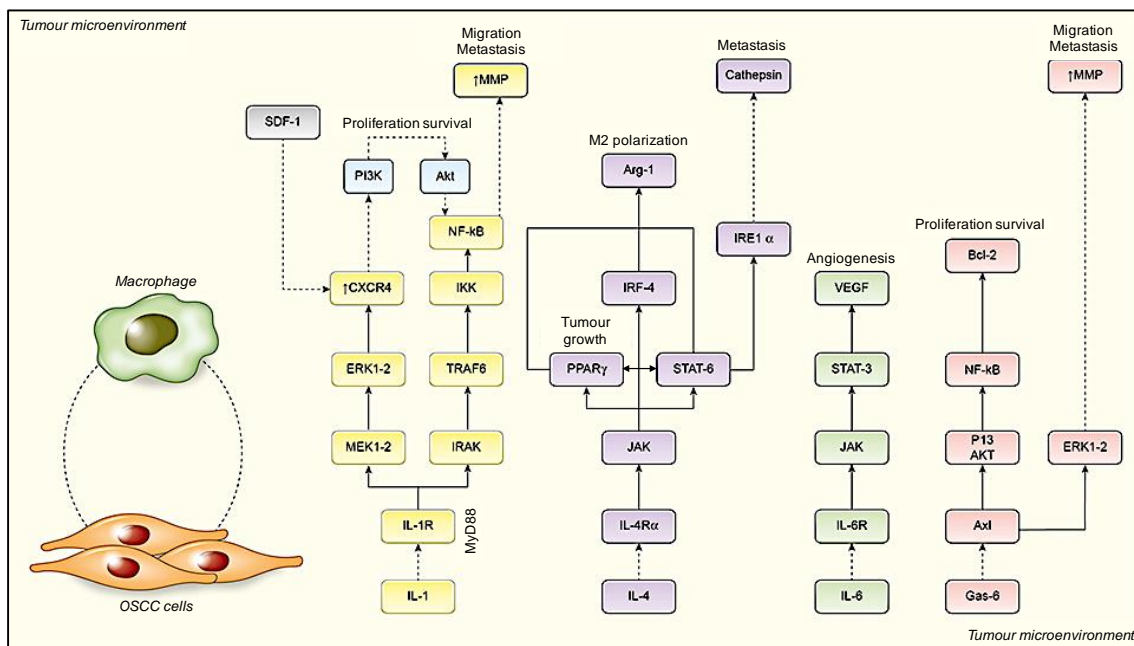 Tumour microenvironment
Migration
Metastasis
↑MMP
SDF-1
Proliferation survival
PI3K
Akt
NF-kB
↑CXCR4
IKK
ERK1-2
TRAF6
MEK1-2
IRAK
IL-1R
MyD88
IL-1
Metastasis
Cathepsin
M2 polarization
Arg-1
IRE1 α
IRF-4
Tumour
growth
PPARγ
STAT-6
JAK
IL-4Rα
IL-4
Angiogenesis
VEGF
STAT-3
JAK
IL-6R
IL-6
Migration
Metastasis
↑MMP
Proliferation survival
Bcl-2
NF-kB
P13
AKT
ERK1-2
Axl
Gas-6
Macrophage
OSCC cells
Tumour microenvironment